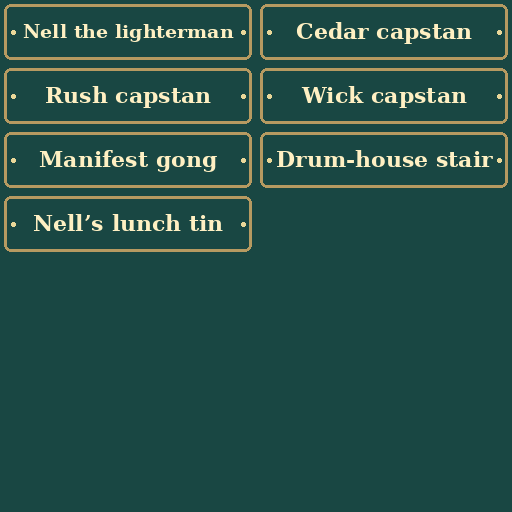 Nell the lighterman
Cedar capstan
Rush capstan
Wick capstan
Manifest gong
Drum-house stair
Nell’s lunch tin